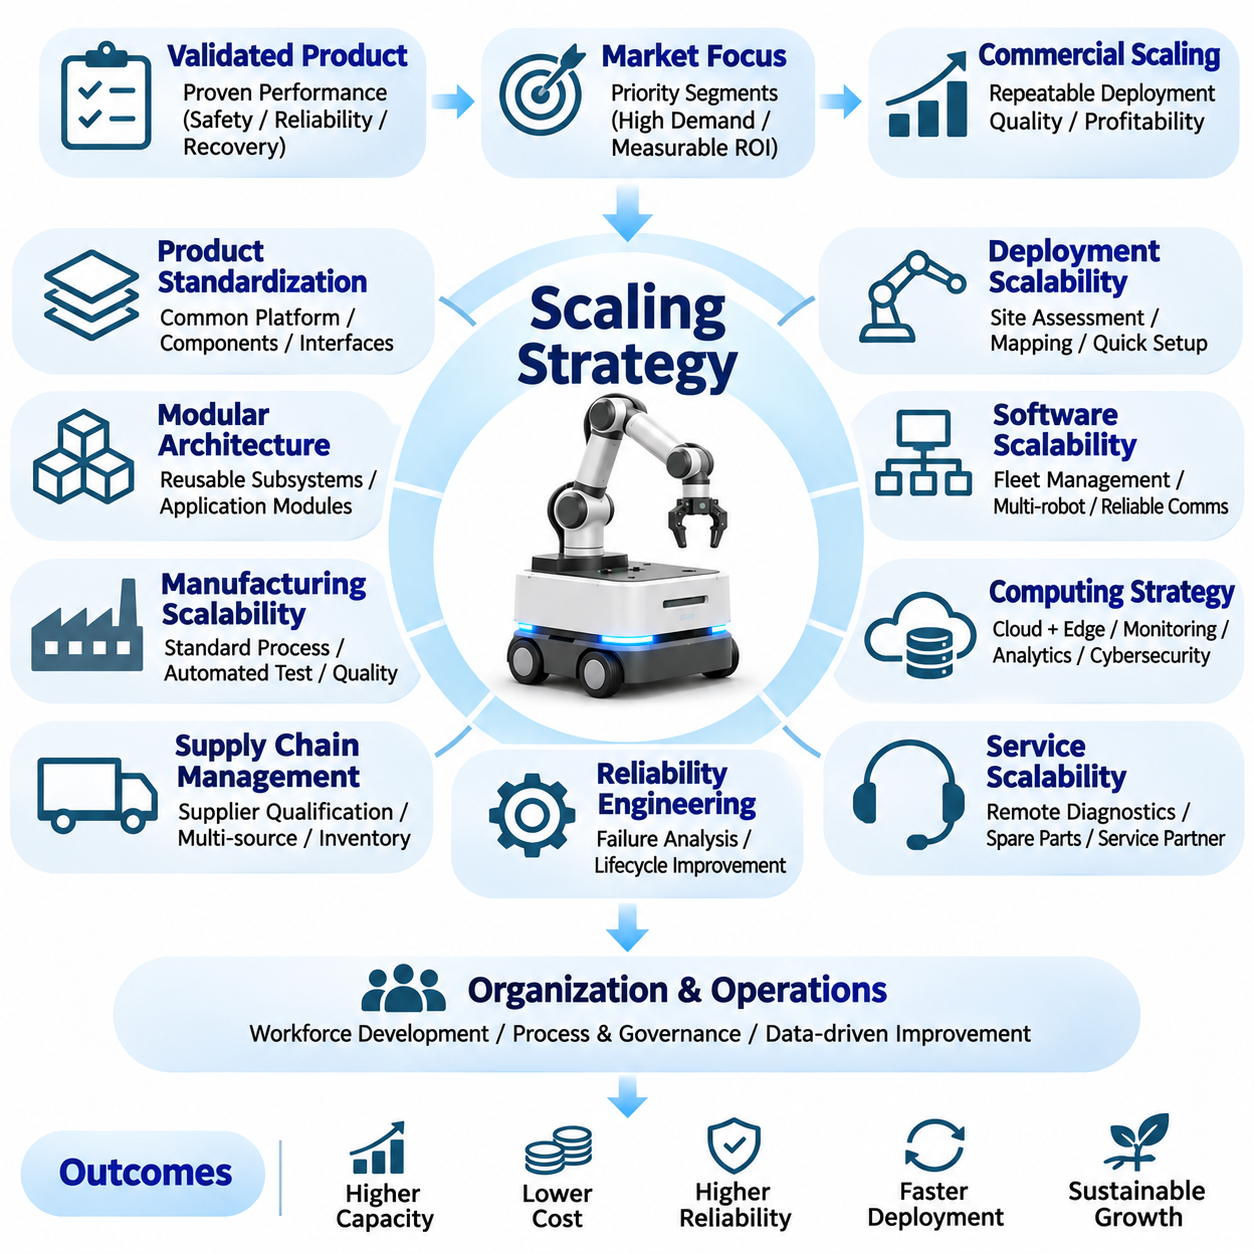 Validated Product
Proven Performance
(Safety / Reliability /
Recovery)
Market Focus
Priority Segments
(High Demand /
Measurable ROI)
Commercial Scaling
Repeatable Deployment
Quality / Profitability
Scaling
Strategy
Product
Standardization
Common Platform /
Components / Interfaces
Modular
Architecture
Reusable Subsystems /
Application Modules
Manufacturing
Scalability
Standard Process /
Automated Test / Quality
Supply Chain
Management
Supplier Qualification /
Multi-source / Inventory
Reliability
Engineering
Failure Analysis /
Lifecycle Improvement
Deployment
Scalability
Site Assessment /
Mapping / Quick Setup
Software
Scalability
Fleet Management /
Multi-robot / Reliable Comms
Computing Strategy
Cloud + Edge / Monitoring /
Analytics / Cybersecurity
Service
Scalability
Remote Diagnostics /
Spare Parts / Service Partner
Organization & Operations
Workforce Development / Process & Governance / Data-driven Improvement
Outcomes
Higher
Capacity
Lower
Cost
Higher
Reliability
Faster
Deployment
Sustainable
Growth